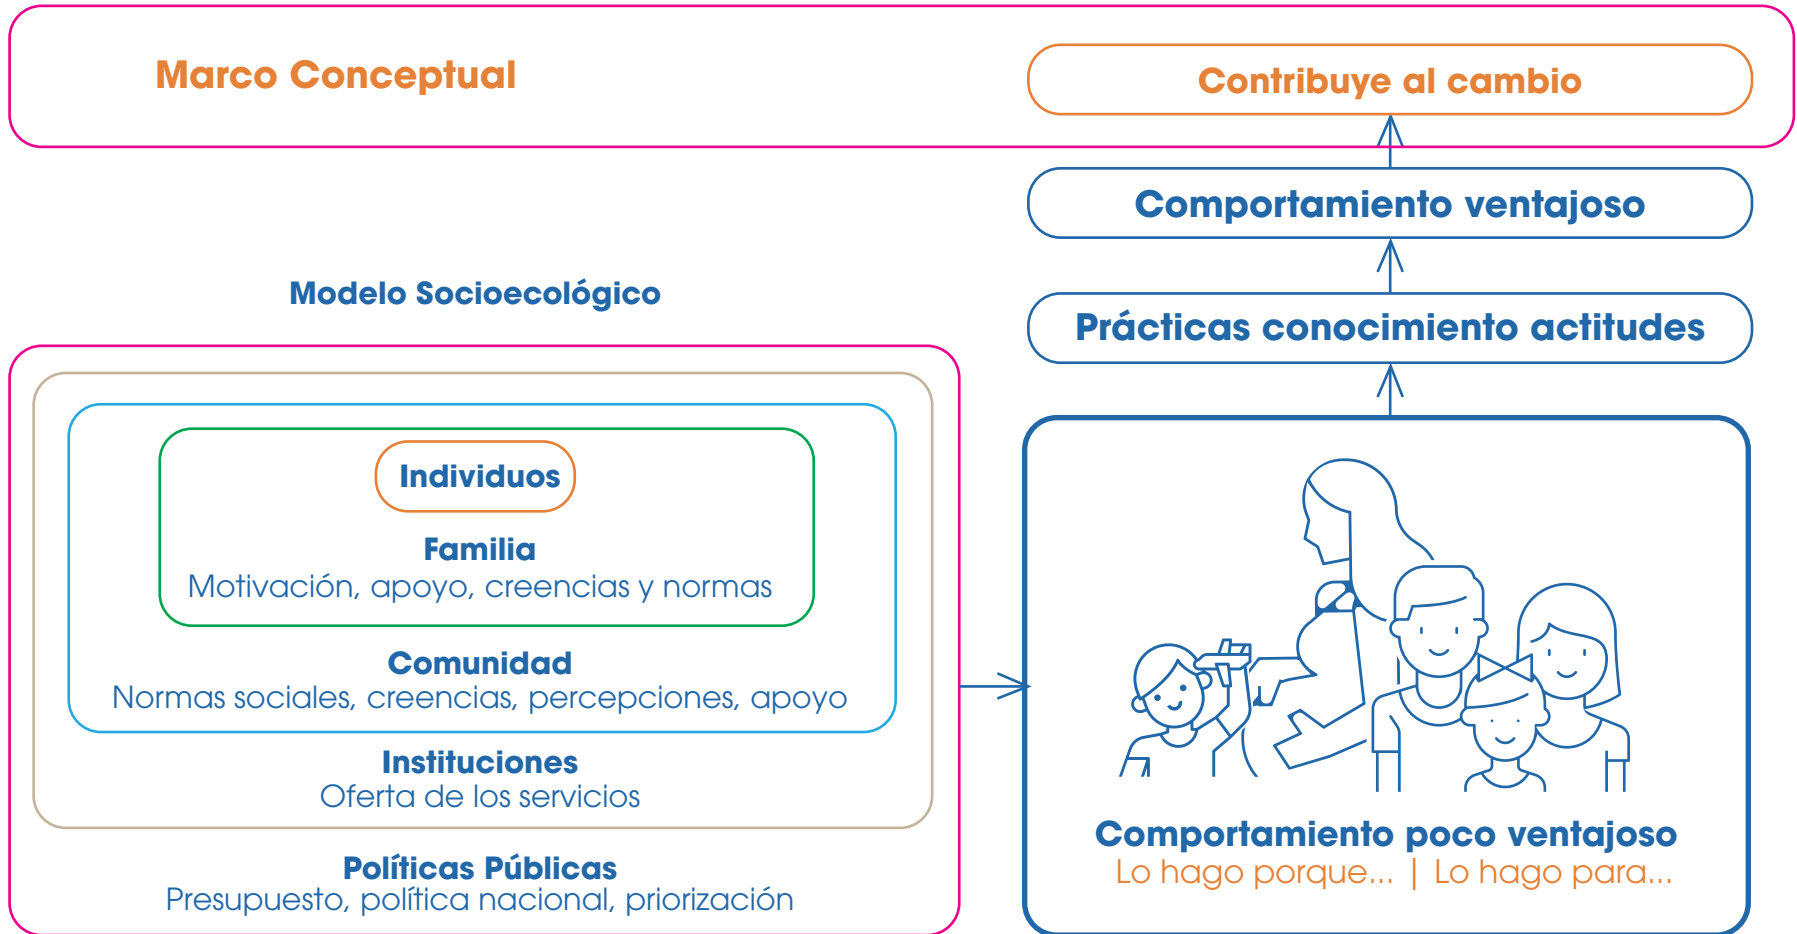 Marco Conceptual
Contribuye al cambio
Comportamiento ventajoso
Prácticas conocimiento actitudes
Modelo Socioecológico
Individuos
Familia
Motivación, apoyo, creencias y normas
Comunidad
Normas sociales, creencias, percepciones, apoyo
Instituciones
Oferta de los servicios
Políticas Públicas
Presupuesto, política nacional, priorización
Comportamiento poco ventajoso
Lo hago porque... | Lo hago para...